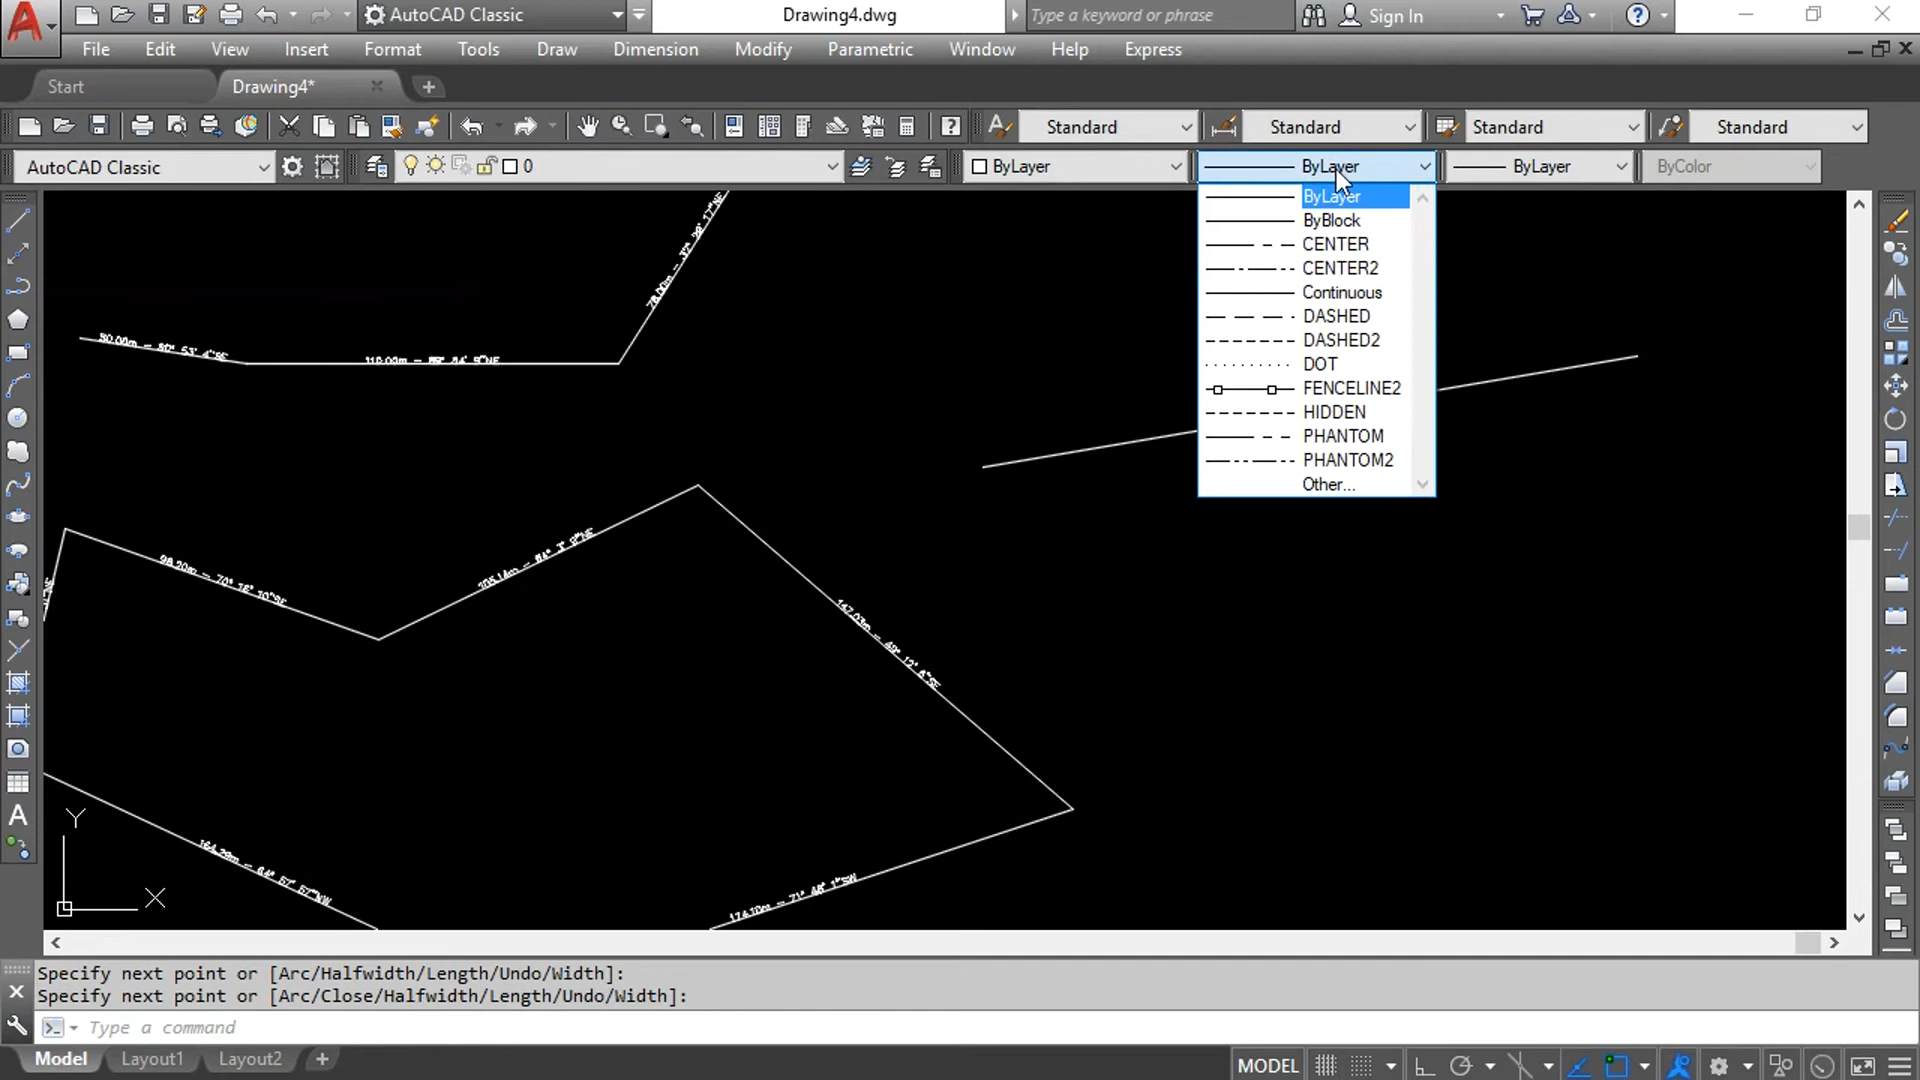 AutoCAD Classic
Drawing4.dwg
Type a keyword or phrase
Sign In
File Edit View Insert Format Tools Draw Dimension Modify Parametric Window Help Express
Start
Drawing4*
Standard
Standard
Standard
Standard
AutoCAD Classic
0
ByLayer
ByLayer
ByLayer
ByColor
ByLayer
ByBlock
CENTER
CENTER2
Continuous
DASHED
DASHED2
DOT
FENCELINE2
HIDDEN
PHANTOM
PHANTOM2
Other...
Y
X
Specify next point or [Arc/Halfwidth/Length/Undo/Width]:
Specify next point or [Arc/Close/Halfwidth/Length/Undo/Width]:
Type a command
Model Layout1 Layout2
MODEL